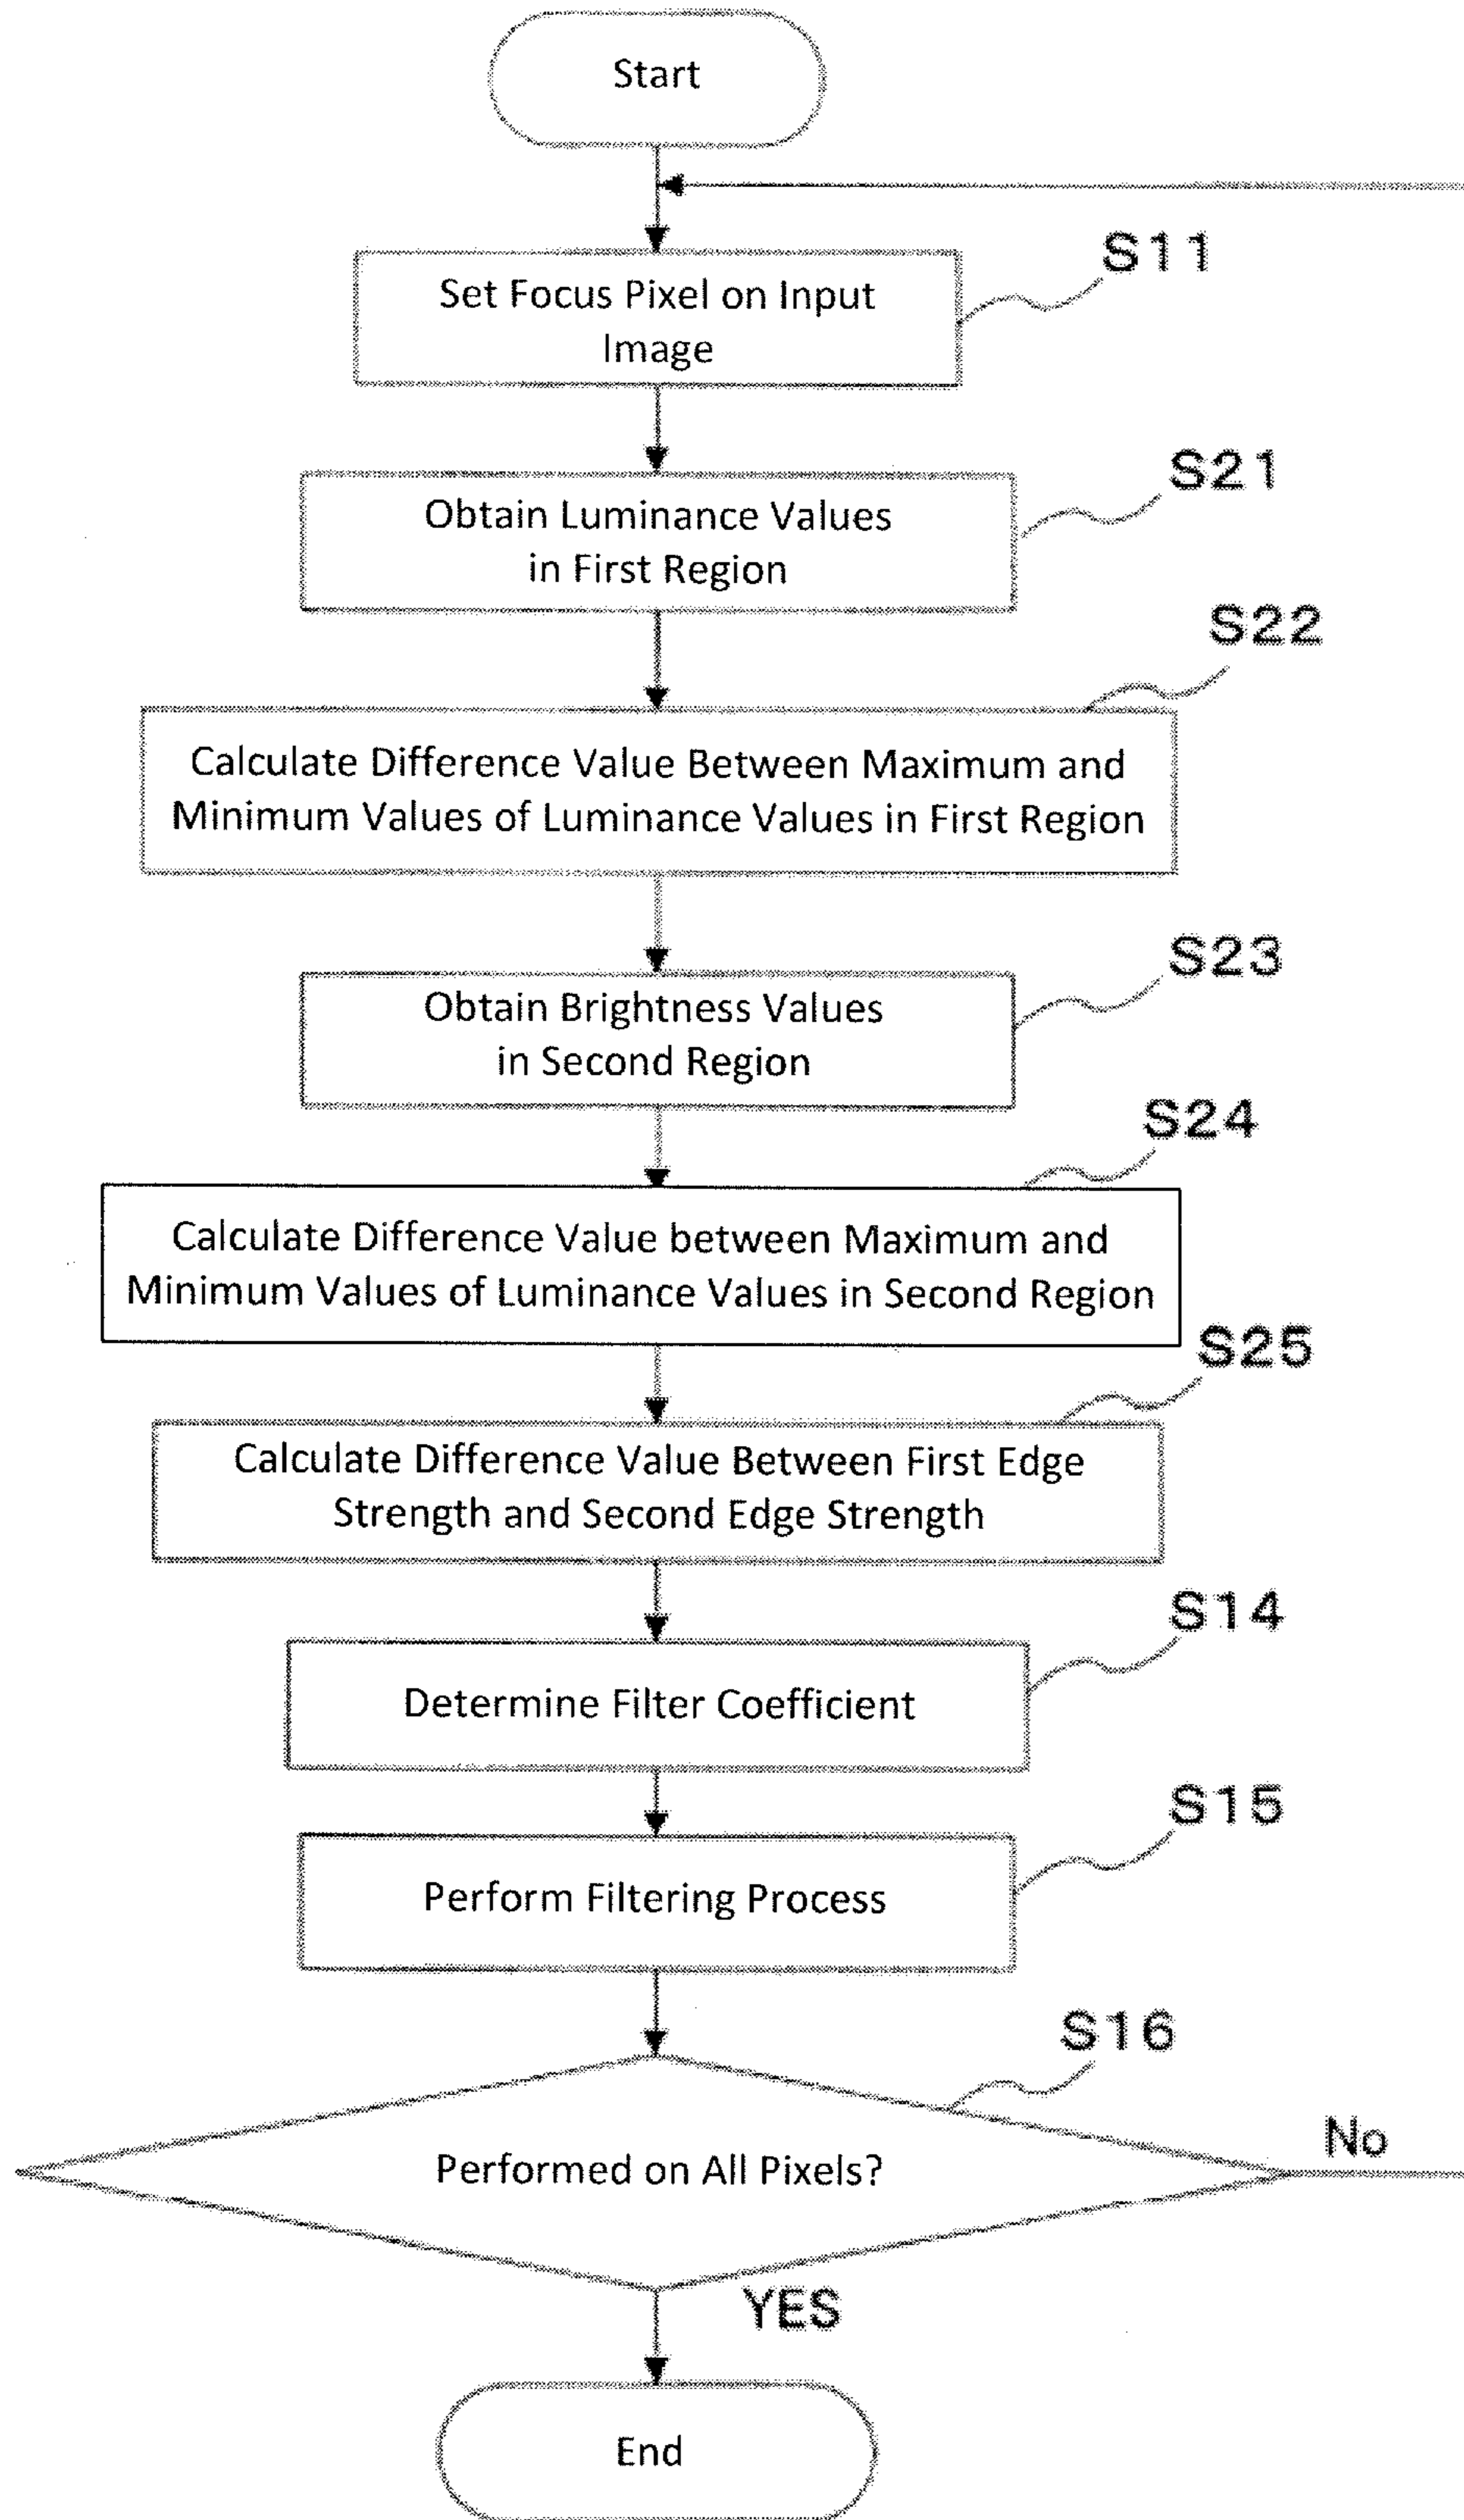 Start
S11
Set Focus Pixel on Input
Image
S21
Obtain Luminance Values
in First Region
S22
Calculate Difference Value Between Maximum and
Minimum Values of Luminance Values in First Region
S23
Obtain Brightness Values
in Second Region
S24
Calculate Difference Value between Maximum and
Minimum Values of Luminance Values in Second Region
S25
Calculate Difference Value Between First Edge
Strength and Second Edge Strength
S14
Determine Filter Coefficient
S15
Perform Filtering Process
S16
No
Performed on All Pixels?
YES
End